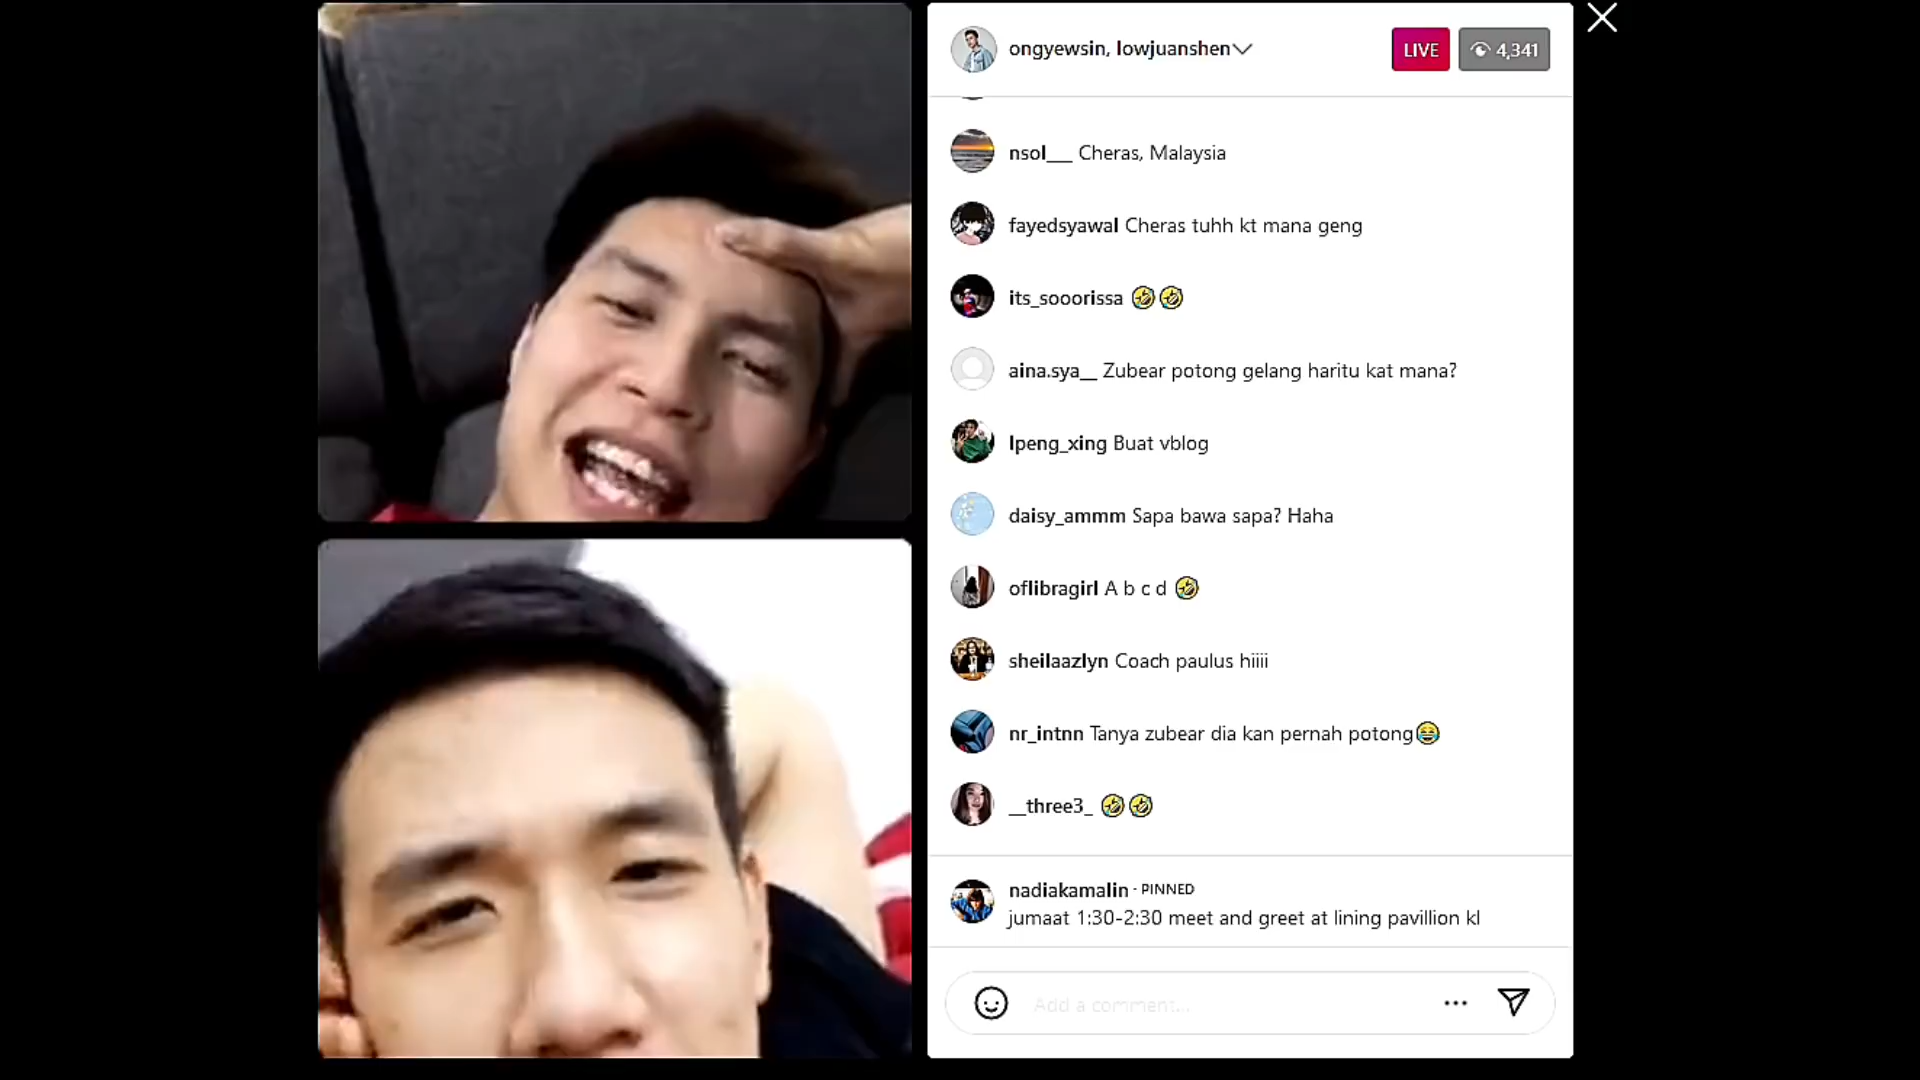 ongyewsin, lowjuanshen
LIVE
4,341
nsol___ Cheras, Malaysia
fayedsyawal Cheras tuhh kt mana geng
its_sooorissa 🤣🤣
aina.sya__ Zubear potong gelang haritu kat mana?
lpeng_xing Buat vblog
daisy_ammm Sapa bawa sapa? Haha
oflibragirl A b c d 🤣
sheilaazlyn Coach paulus hiiii
nr_intnn Tanya zubear dia kan pernah potong😂
__three3_ 🤣🤣
nadiakamalin · PINNED
jumaat 1:30-2:30 meet and greet at lining pavillion kl
Add a comment...